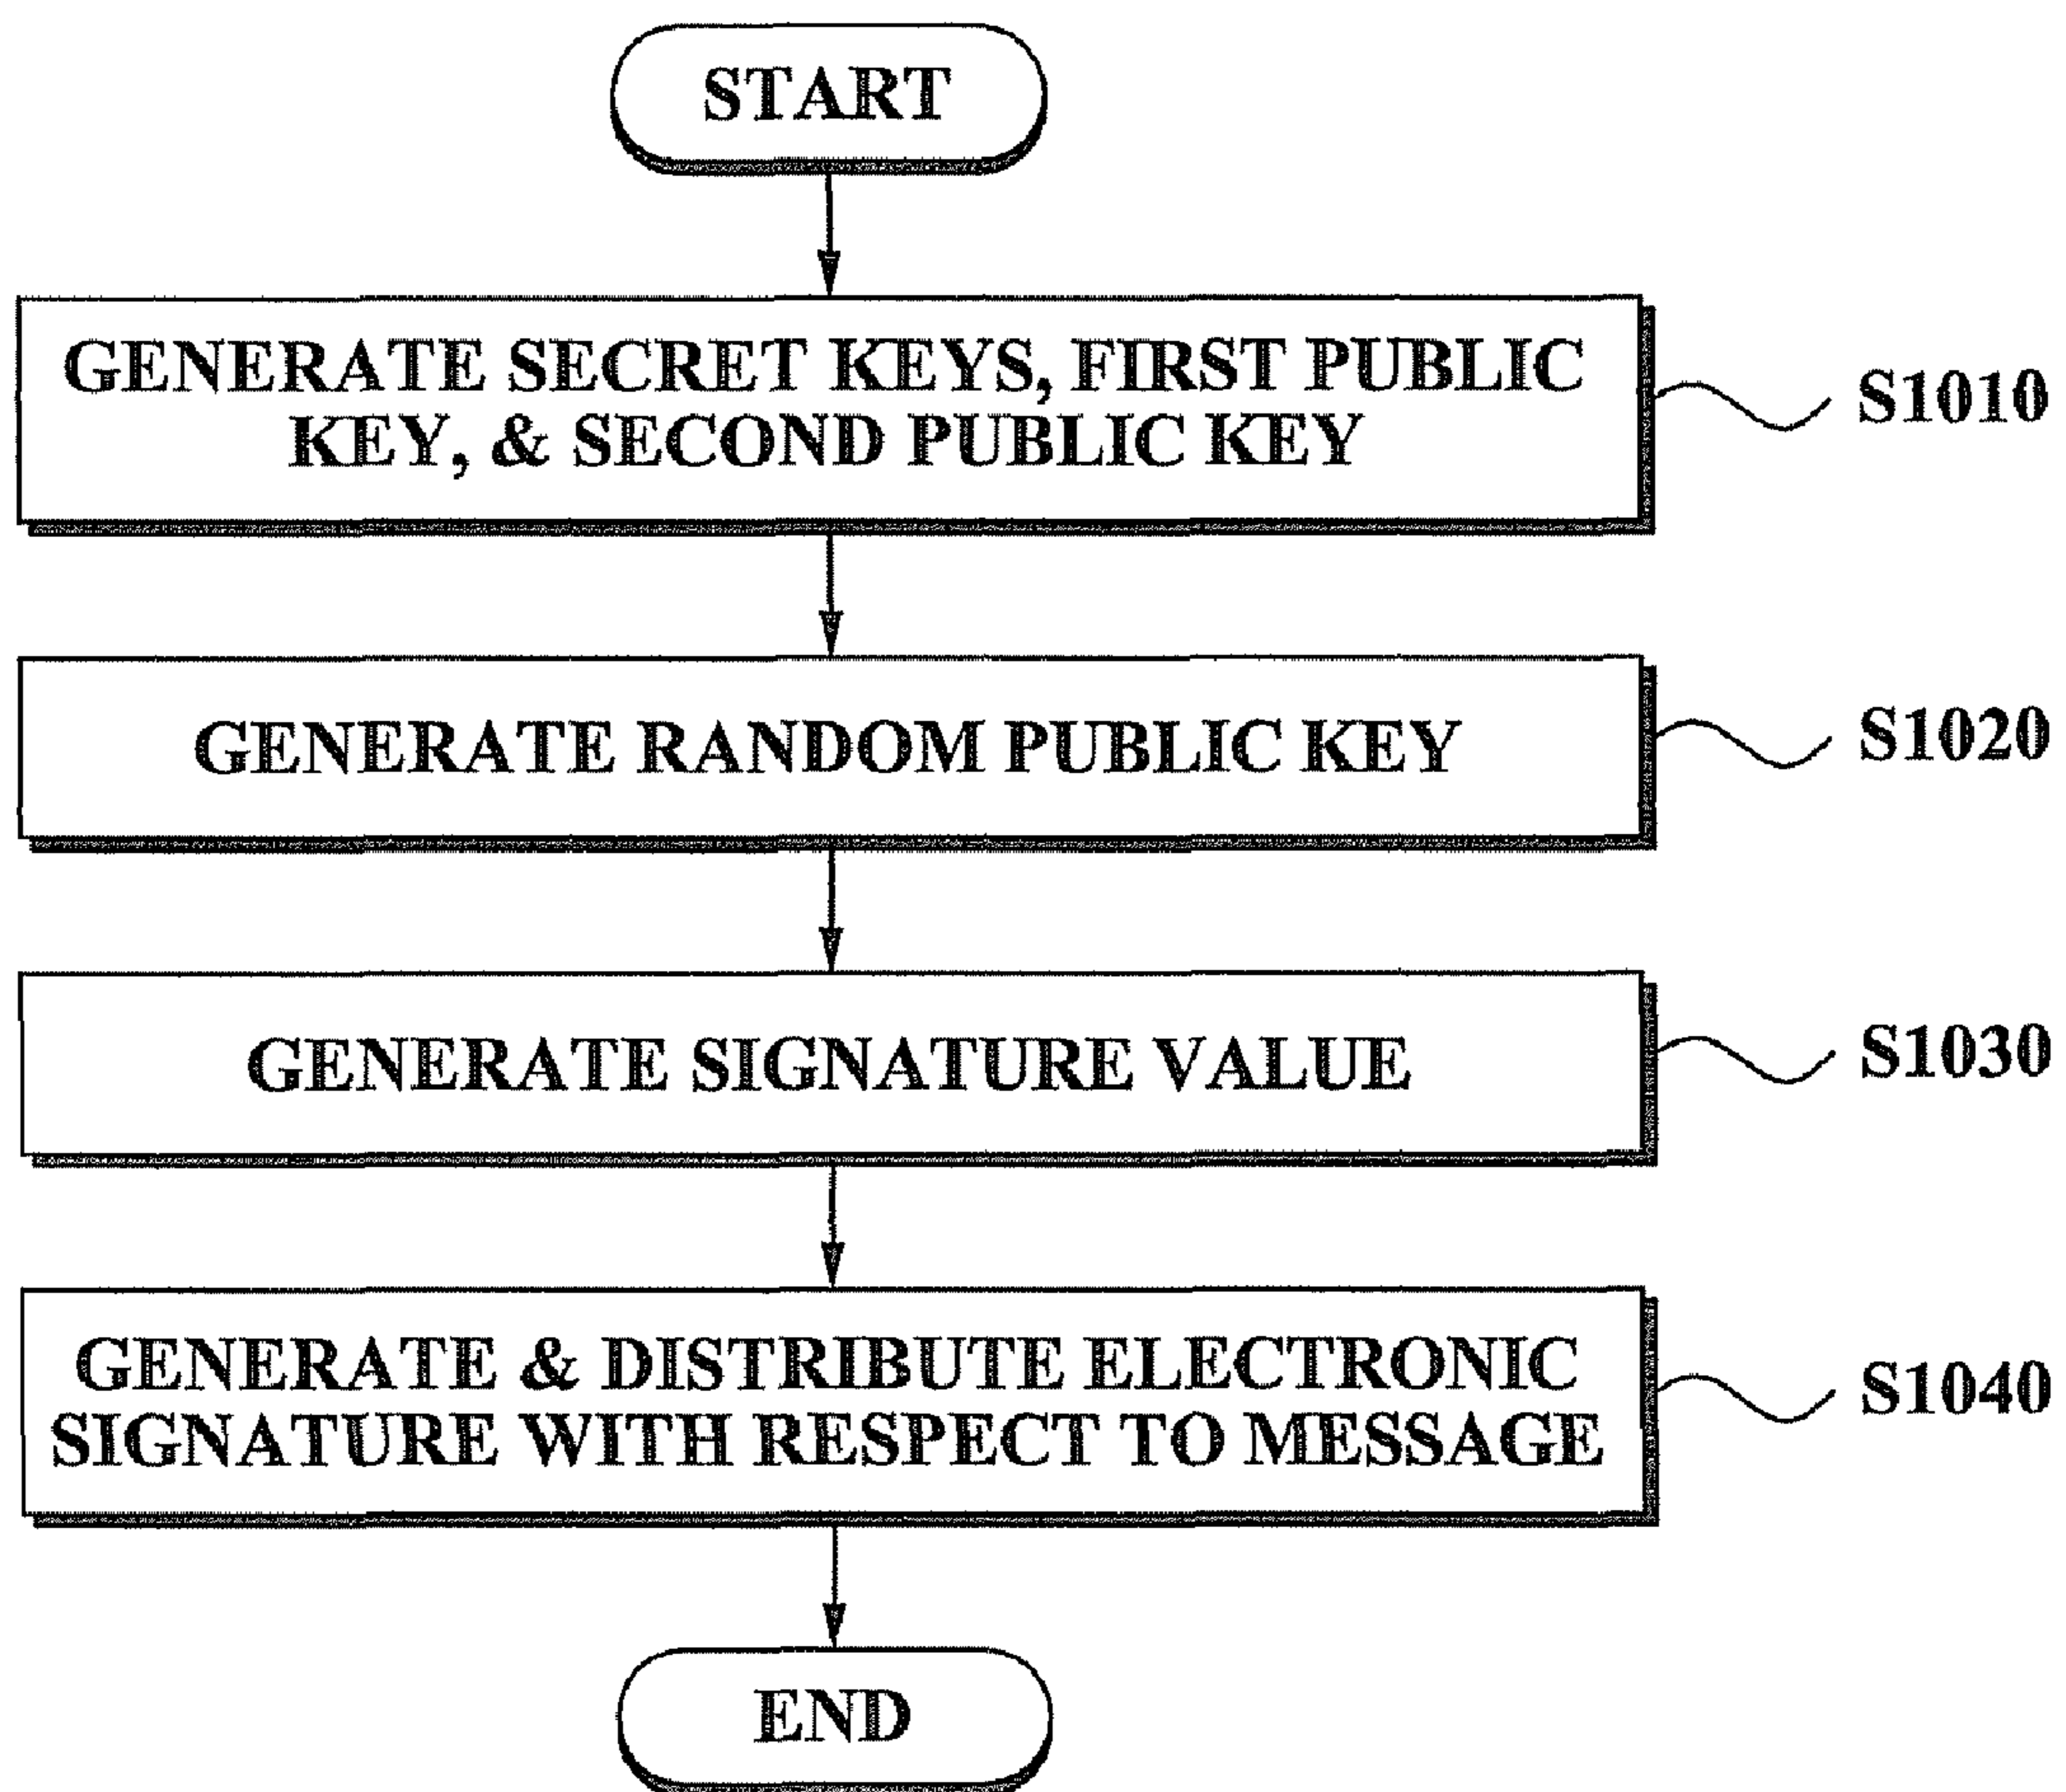 START
GENERATE SECRET KEYS, FIRST PUBLIC
KEY, & SECOND PUBLIC KEY
S1010
GENERATE RANDOM PUBLIC KEY
S1020
GENERATE SIGNATURE VALUE
S1030
GENERATE & DISTRIBUTE ELECTRONIC
SIGNATURE WITH RESPECT TO MESSAGE
S1040
END